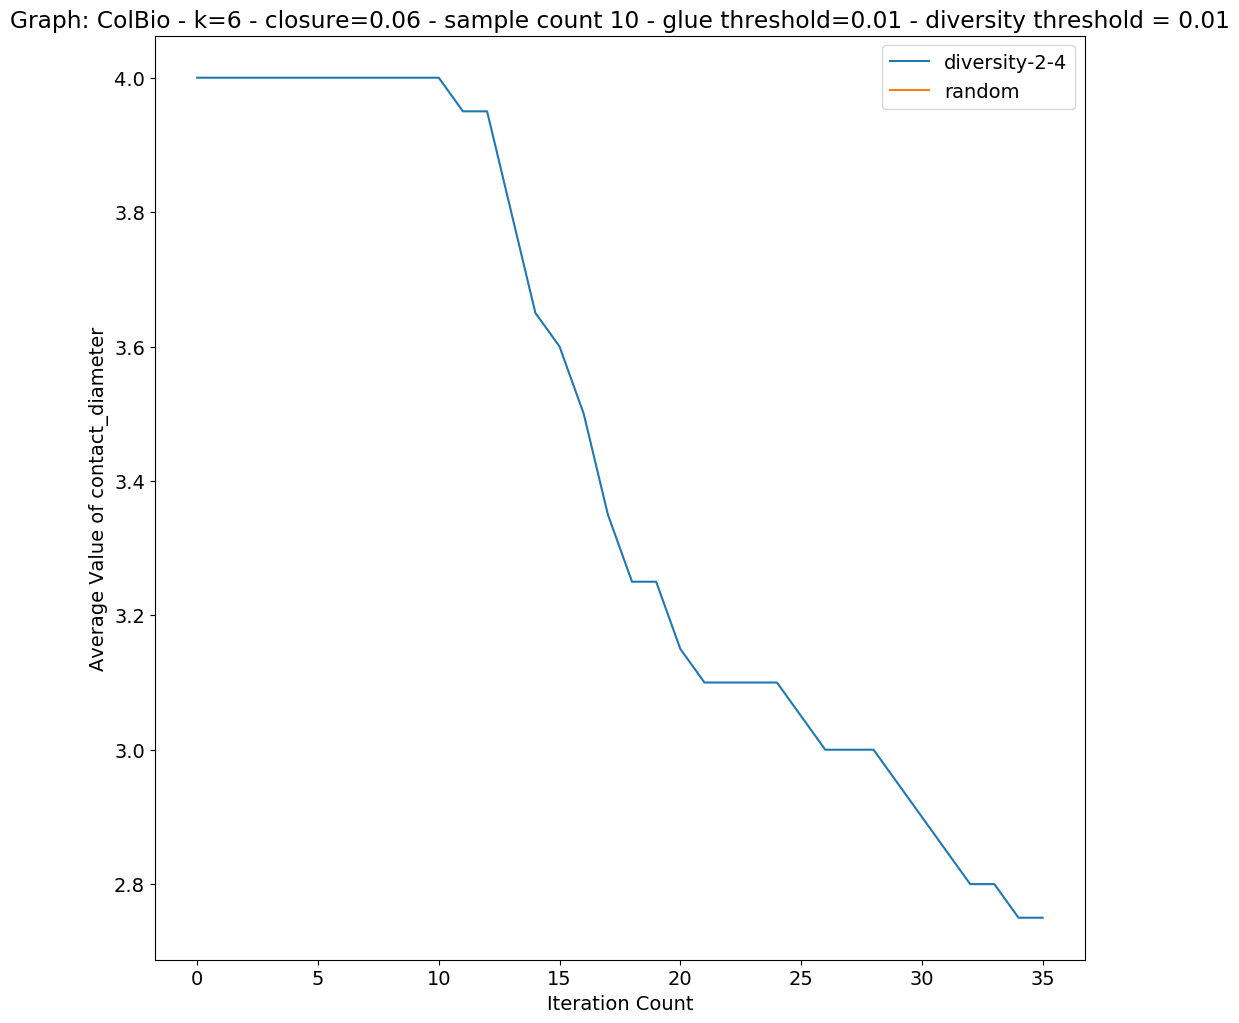 Graph: ColBio - k=6 - closure=0.06 - sample count 10 - glue threshold=0.01 - diversity threshold = 0.01
diversity-2-4
random
Average Value of contact_diameter
4.0
3.8
3.6
3.4
3.2
3.0
2.8
0 5 10 15 20 25 30 35
Iteration Count